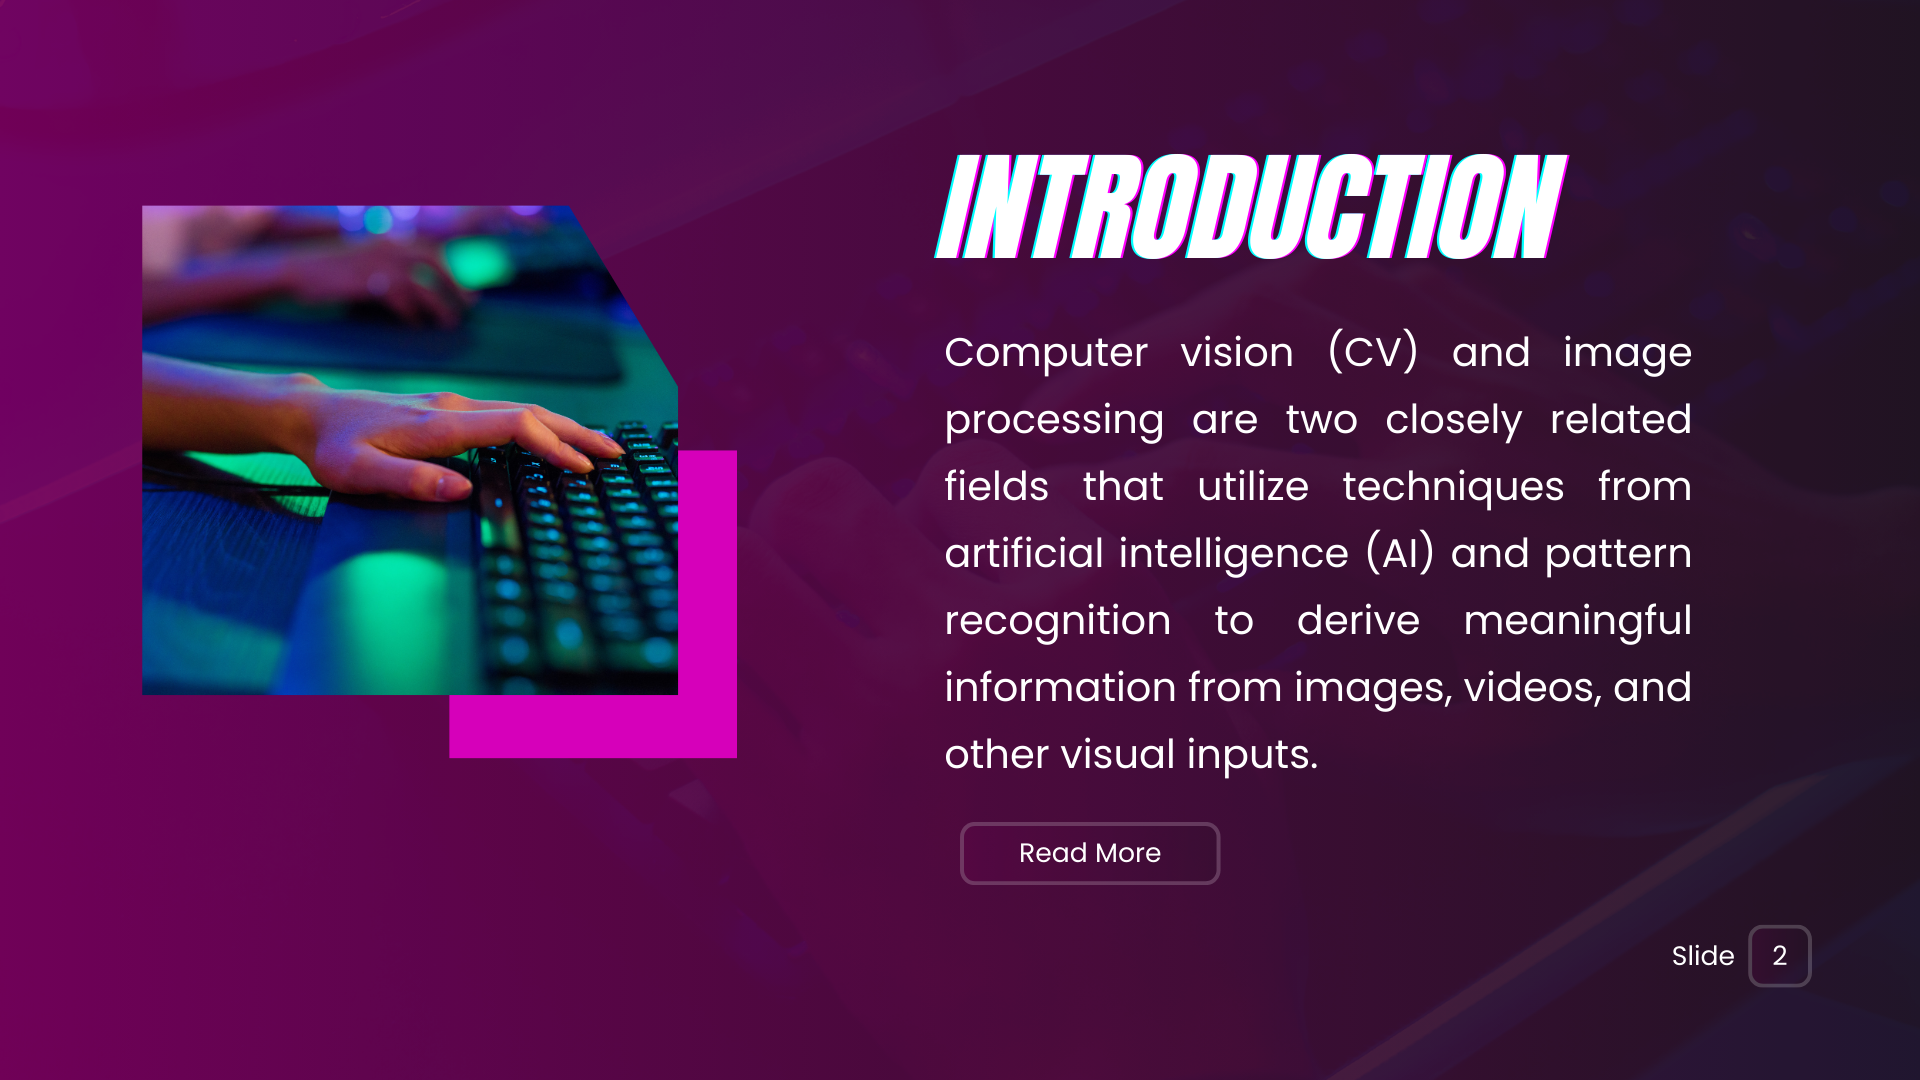 INTRODUCTION
Computer vision (CV) and image
processing are two closely related
fields that utilize techniques from
artificial intelligence (AI) and pattern
recognition to derive meaningful
information from images, videos, and
other visual inputs.
Read More
Slide 2